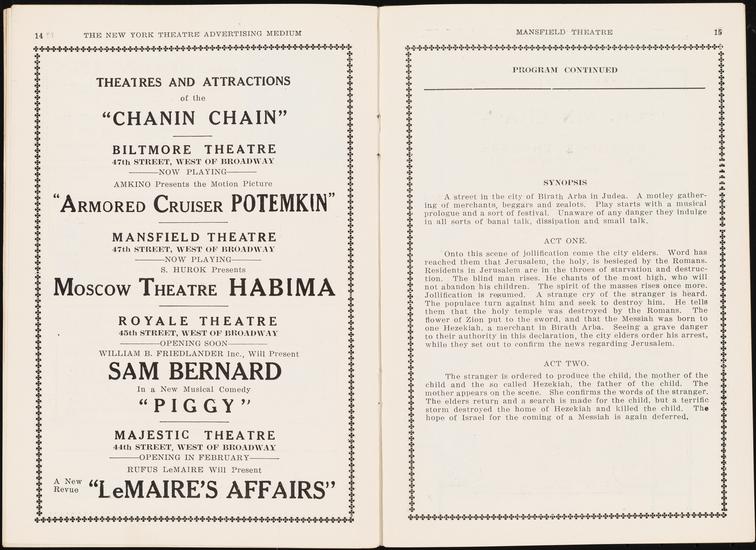 14
THE NEW YORK THEATRE ADVERTISING MEDIUM
THEATRES AND ATTRACTIONS
of the
"CHANIN CHAIN"
BILTMORE THEATRE
47th STREET, WEST OF BROADWAY
NOW PLAYING
AMKINO Presents the Motion Picture
"ARMORED CRUISER POTEMKIN"
MANSFIELD THEATRE
47th STREET, WEST OF BROADWAY
NOW PLAYING
S. HUROK Presents
MOSCOW THEATRE HABIMA
ROYALE THEATRE
45th STREET, WEST OF BROADWAY
OPENING SOON
WILLIAM B. FRIEDLANDER Inc., Will Present
SAM BERNARD
In a New Musical Comedy
"PIGGY"
MAJESTIC THEATRE
44th STREET, WEST OF BROADWAY
OPENING IN FEBRUARY
RUFUS LeMAIRE Will Present
A New
Revue "LeMAIRE'S AFFAIRS"
MANSFIELD THEATRE
15
PROGRAM CONTINUED
SYNOPSIS
A street in the city of Birath Arba in Judea. A motley gather-
ing of merchants, beggars and zealots. Play starts with a musical
prologue and a sort of festival. Unaware of any danger they indulge
in all sorts of banal talk, dissipation and small talk.
ACT ONE.
Onto this scene of jollification come the city elders. Word has
reached them that Jerusalem, the holy, is besieged by the Romans.
Residents in Jerusalem are in the throes of starvation and destruc-
tion. The blind man rises. He chants of the most high, who will
not abandon his children. The spirit of the masses rises once more.
Jollification is resumed. A strange cry of the stranger is heard.
The populace turn against him and seek to destroy him. He tells
them that the holy temple was destroyed by the Romans. The
flower of Zion put to the sword, and that the Messiah was born to
one Hezekiah, a merchant in Birath Arba. Seeing a grave danger
to their authority in this declaration, the city elders order his arrest,
while they set out to confirm the news regarding Jerusalem.
ACT TWO.
The stranger is ordered to produce the child, the mother of the
child and the so called Hezekiah, the father of the child. The
mother appears on the scene. She confirms the words of the stranger.
The elders return and a search is made for the child, but a terrific
storm destroyed the home of Hezekiah and killed the child. The
hope of Israel for the coming of a Messiah is again deferred.